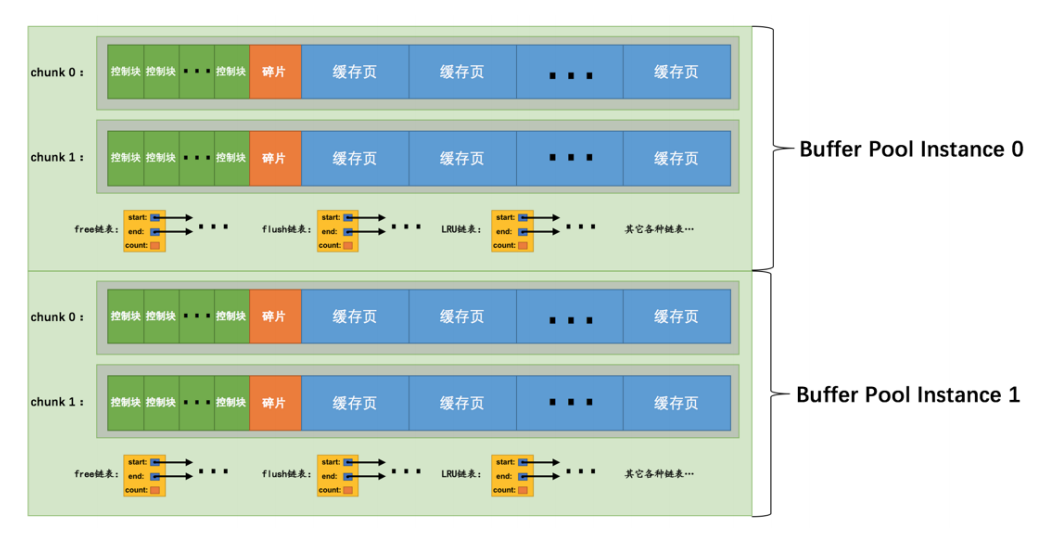 chunk 0：
控制块 控制块 ··· 控制块 碎片 缓存页 缓存页 ··· 缓存页
chunk 1：
控制块 控制块 ··· 控制块 碎片 缓存页 缓存页 ··· 缓存页
Buffer Pool Instance 0
free链表：
start:
end:
count:
···
flush链表：
start:
end:
count:
···
LRU链表：
start:
end:
count:
···
其它各种链表…
chunk 0：
控制块 控制块 ··· 控制块 碎片 缓存页 缓存页 ··· 缓存页
chunk 1：
控制块 控制块 ··· 控制块 碎片 缓存页 缓存页 ··· 缓存页
Buffer Pool Instance 1
free链表：
start:
end:
count:
···
flush链表：
start:
end:
count:
···
LRU链表：
start:
end:
count:
···
其它各种链表…